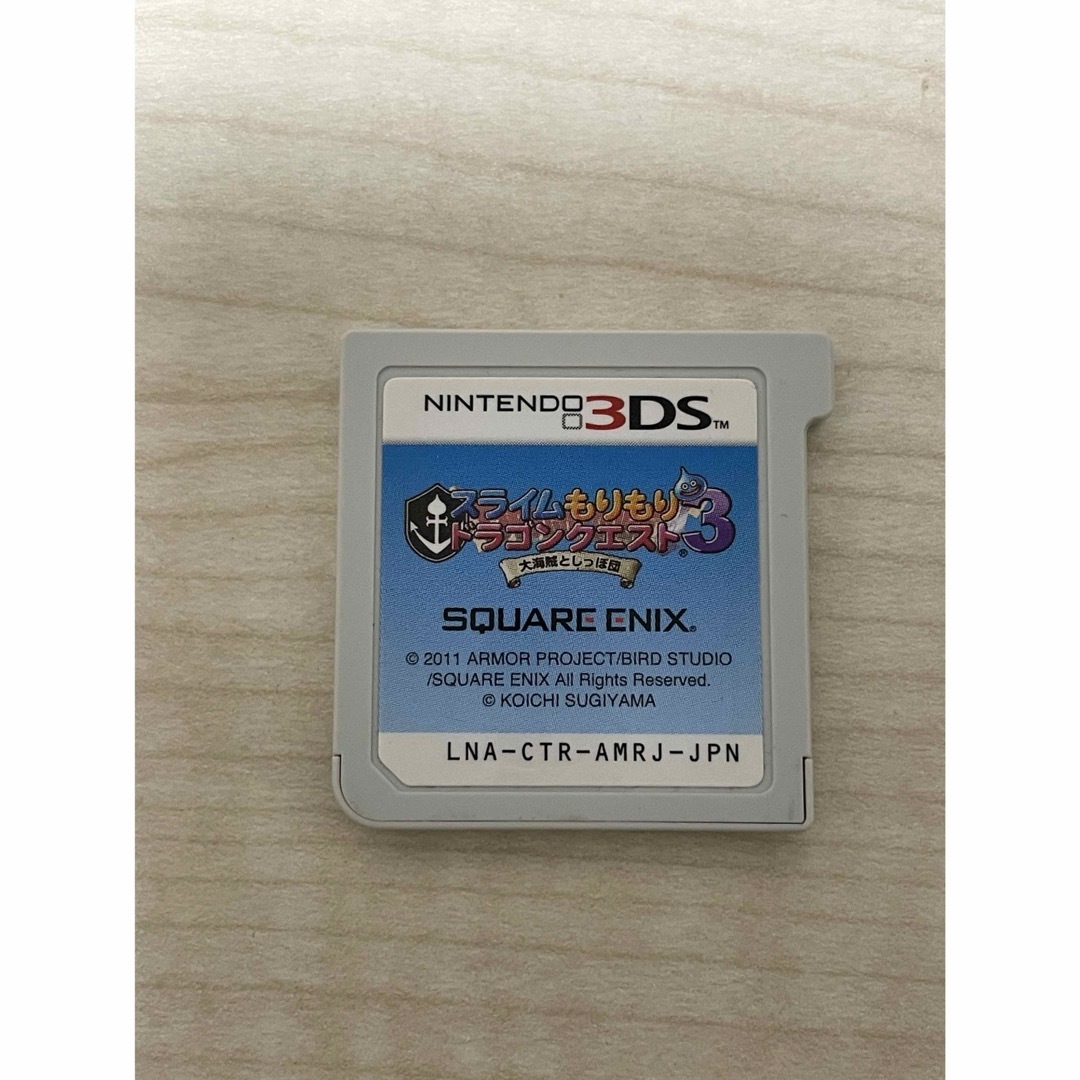 NINTENDO 3DS™
スライムもりもり
ドラゴンクエスト®3
大海賊としっぽ団
SQUARE ENIX®
© 2011 ARMOR PROJECT/BIRD STUDIO
/SQUARE ENIX All Rights Reserved.
© KOICHI SUGIYAMA
LNA-CTR-AMRJ-JPN